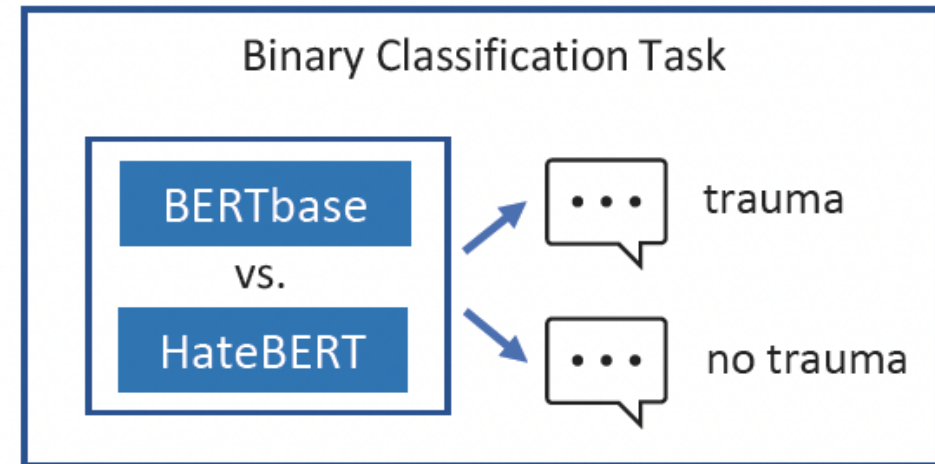 Binary Classification Task
BERTbase
vs.
HateBERT
trauma
no trauma